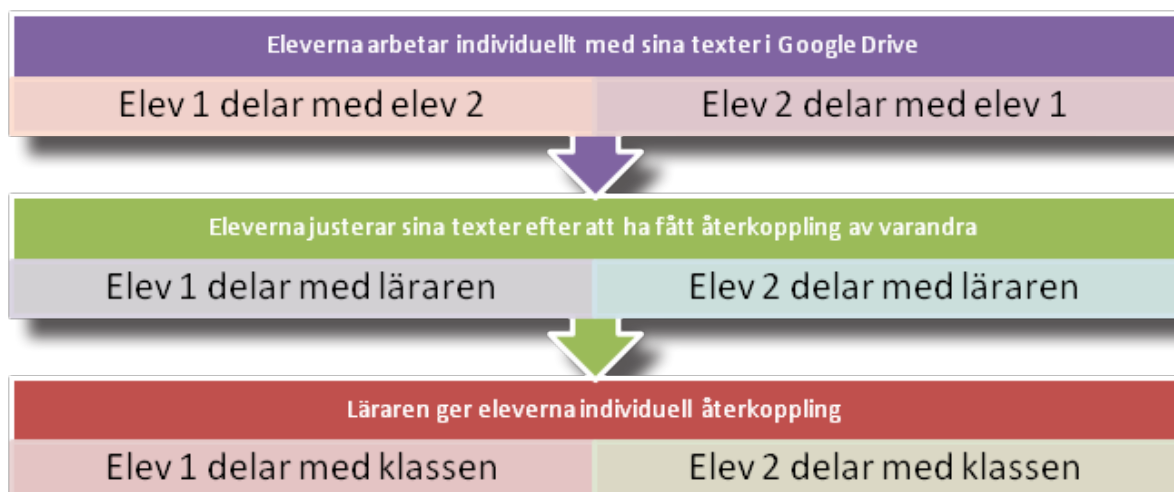 Eleverna arbetar individuellt med sina texter i Google Drive
Elev 1 delar med elev 2
Elev 2 delar med elev 1
Eleverna justerar sina texter efter att ha fått återkoppling av varandra
Elev 1 delar med läraren
Elev 2 delar med läraren
Läraren ger eleverna individuell återkoppling
Elev 1 delar med klassen
Elev 2 delar med klassen